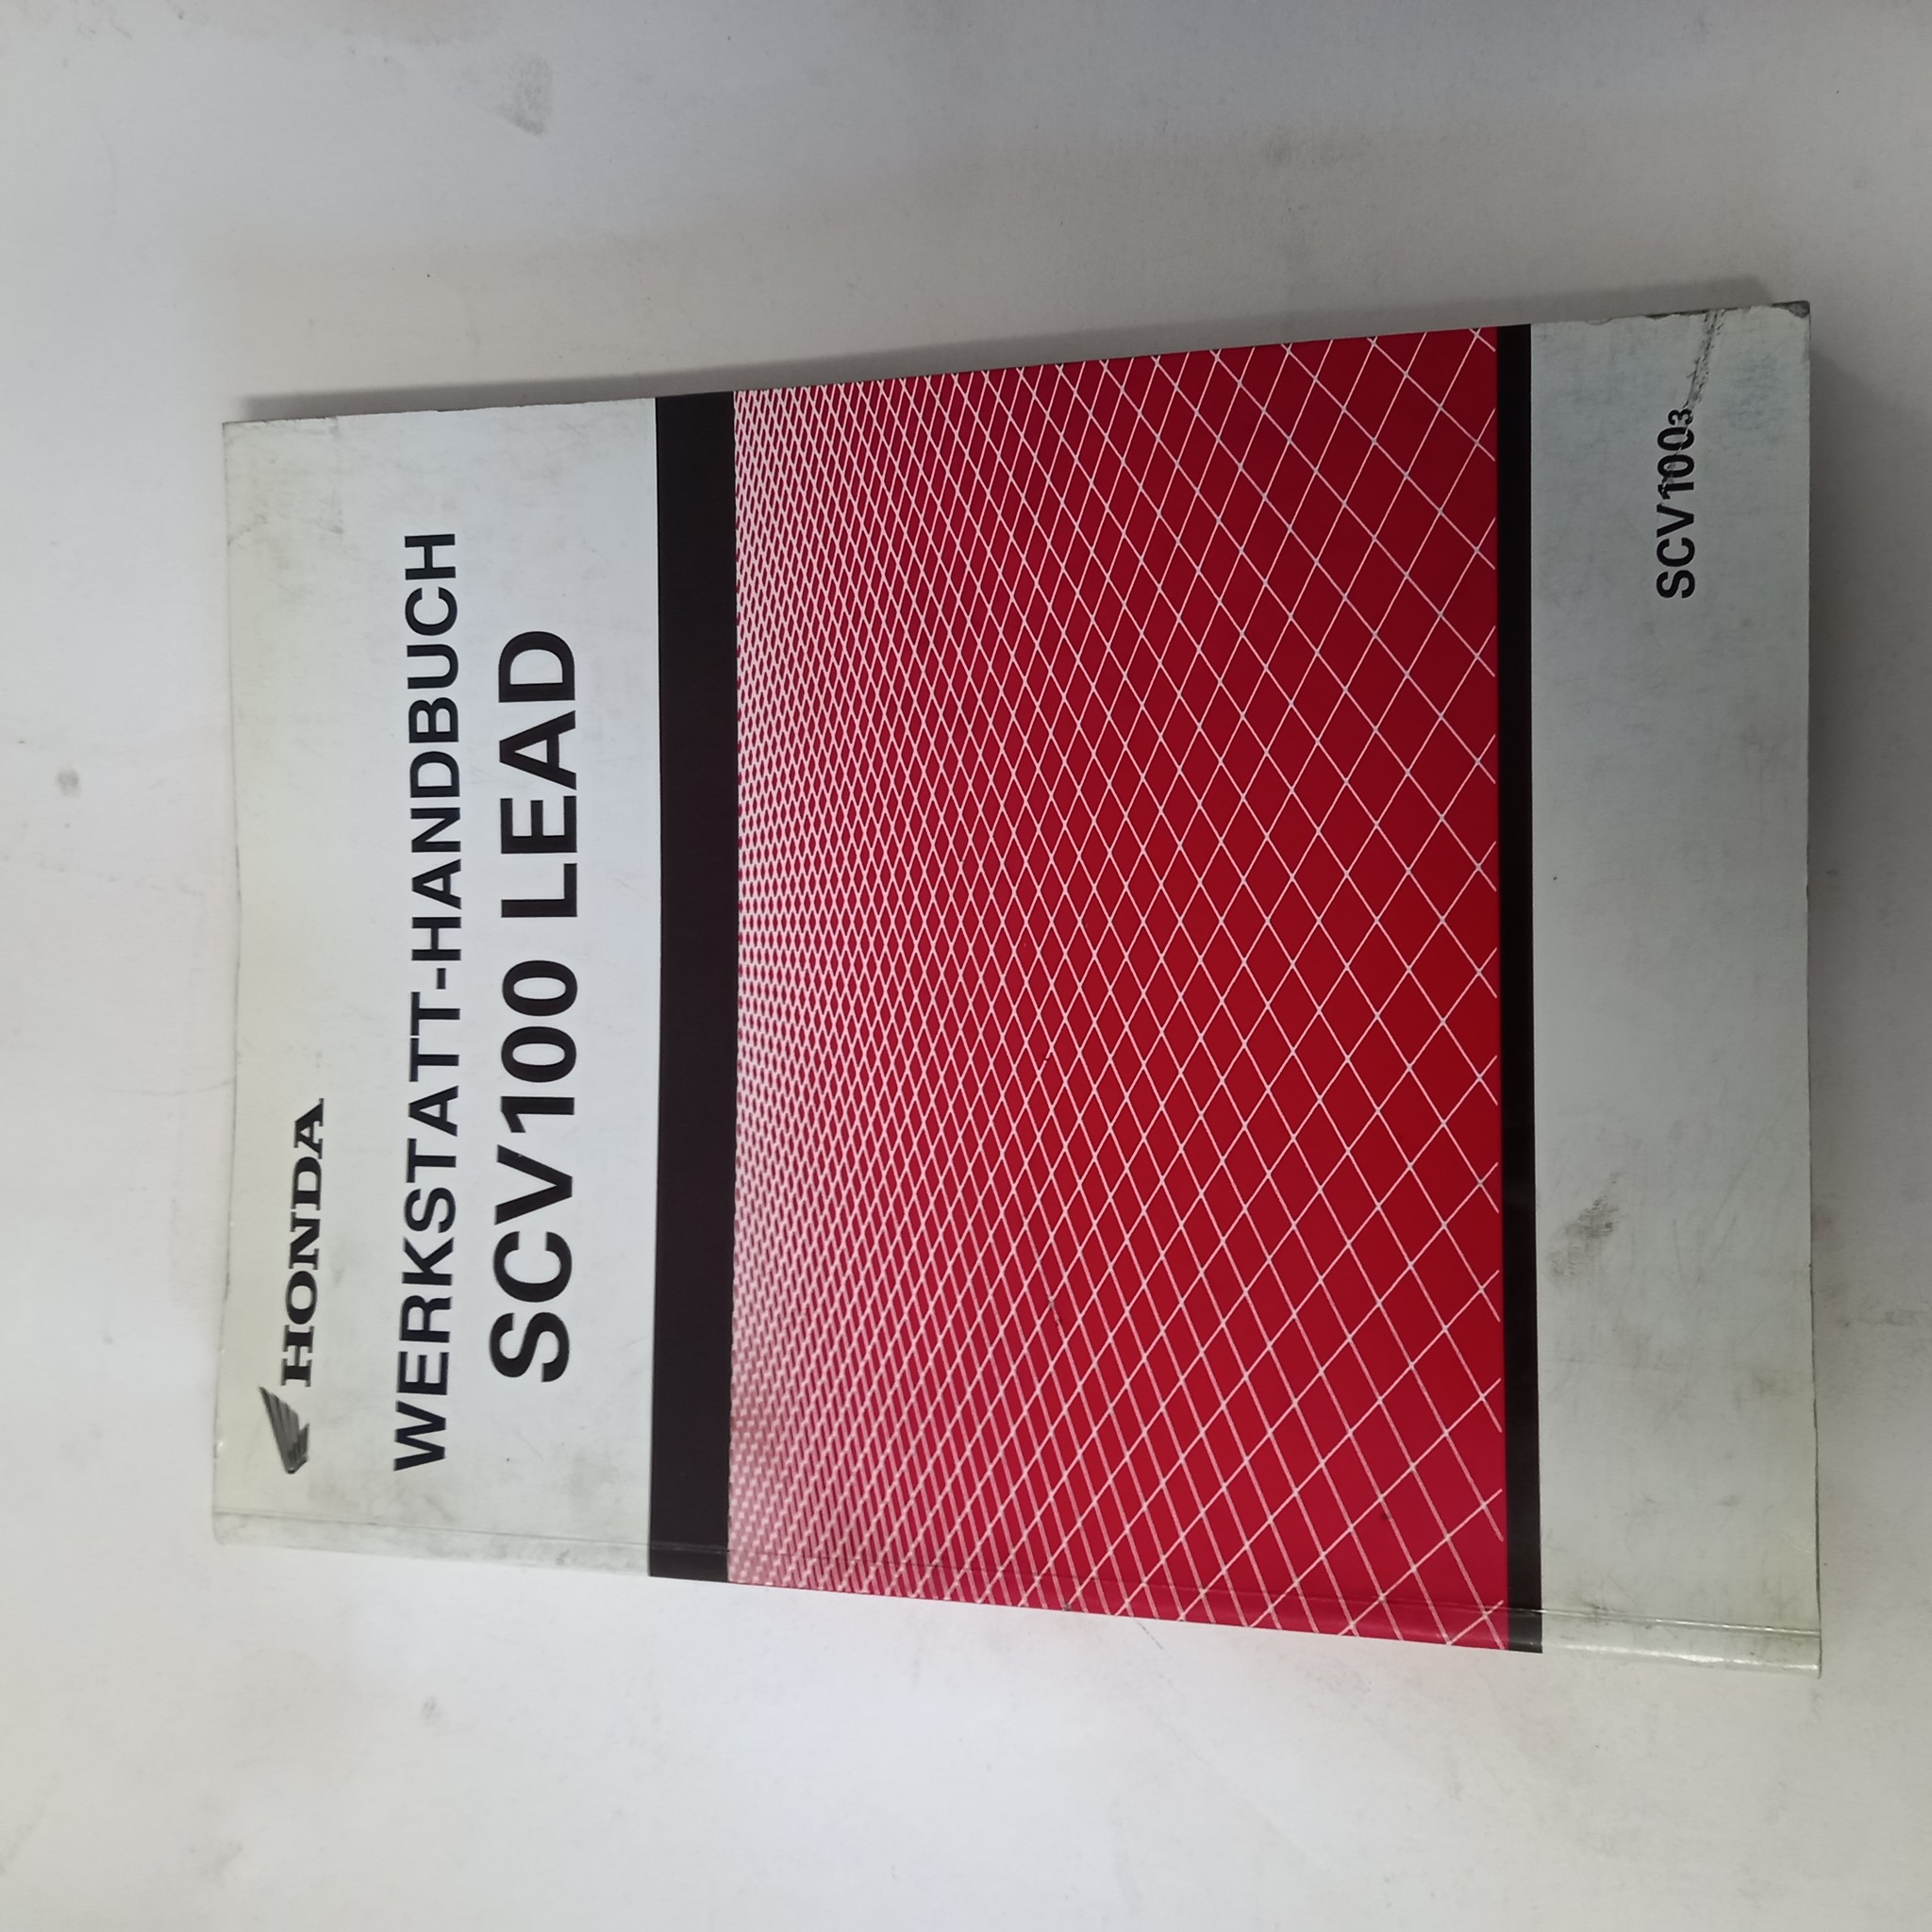 HONDA
WERKSTATT-HANDBUCH
SCV100 LEAD
SCV1003